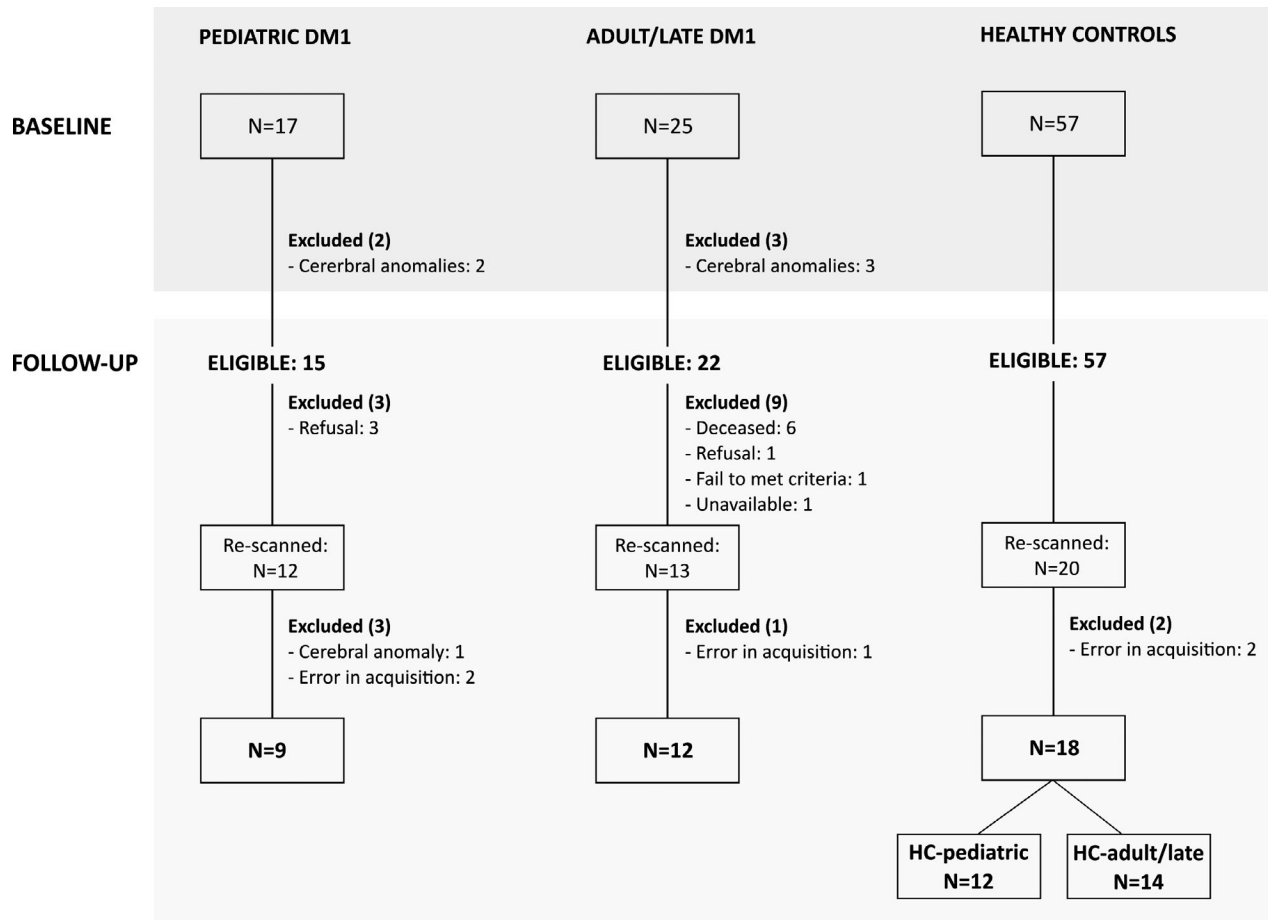 PEDIATRIC DM1
ADULT/LATE DM1
HEALTHY CONTROLS
BASELINE
N=17
N=25
N=57
Excluded (2)
- Cererbral anomalies: 2
Excluded (3)
- Cerebral anomalies: 3
FOLLOW-UP
ELIGIBLE: 15
ELIGIBLE: 22
ELIGIBLE: 57
Excluded (3)
- Refusal: 3
Excluded (9)
- Deceased: 6
- Refusal: 1
- Fail to met criteria: 1
- Unavailable: 1
Re-scanned:
N=12
Re-scanned:
N=13
Re-scanned:
N=20
Excluded (3)
- Cerebral anomaly: 1
- Error in acquisition: 2
Excluded (1)
- Error in acquisition: 1
Excluded (2)
- Error in acquisition: 2
N=9
N=12
N=18
HC-pediatric
N=12
HC-adult/late
N=14